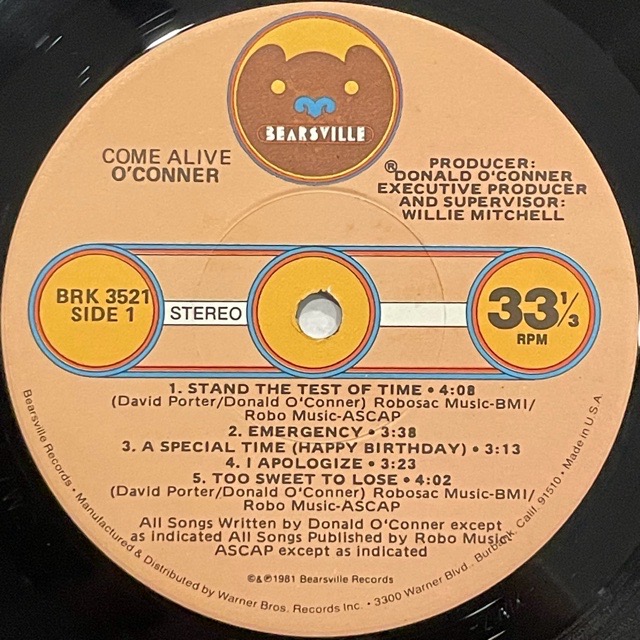 BEARSVILLE
®
COME ALIVE
O'CONNER
PRODUCER:
DONALD O'CONNER
EXECUTIVE PRODUCER
AND SUPERVISOR:
WILLIE MITCHELL
BRK 3521
SIDE 1
STEREO
33 1/3
RPM
1. STAND THE TEST OF TIME • 4:08
(David Porter/Donald O'Conner) Robosac Music-BMI/
Robo Music-ASCAP
2. EMERGENCY • 3:38
3. A SPECIAL TIME (HAPPY BIRTHDAY) • 3:13
4. I APOLOGIZE • 3:23
5. TOO SWEET TO LOSE • 4:02
(David Porter/Donald O'Conner) Robosac Music-BMI/
Robo Music-ASCAP
All Songs Written by Donald O'Conner except
as indicated All Songs Published by Robo Music
ASCAP except as indicated
©&℗1981 Bearsville Records
Bearsville Records • Manufactured & Distributed by Warner Bros. Records Inc. • 3300 Warner Blvd., Burbank, Calif. 91510 • Made in U.S.A.